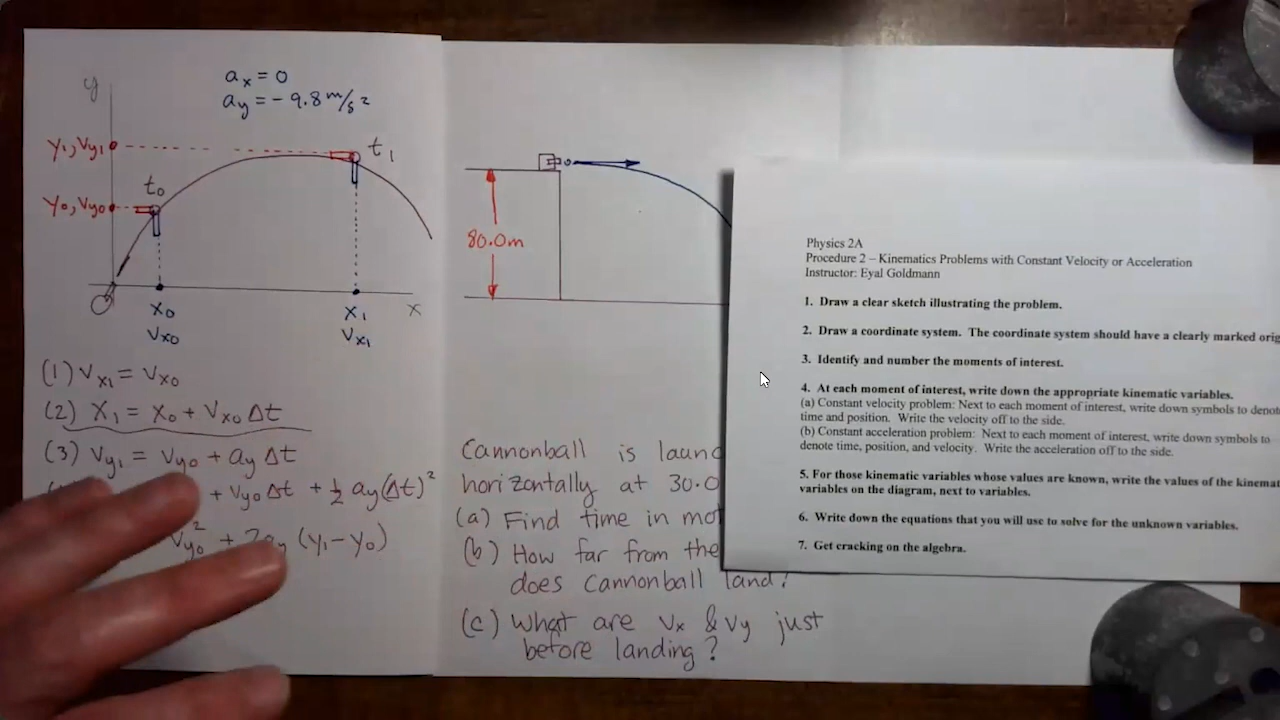 y
aₓ = 0
a_y = -9.8 m/s²
y₁, v_y₁
t₁
t₀
y₀, v_y₀
x₀
v_x₀
x₁
v_x₁
x
(1) v_x₁ = v_x₀
(2) x₁ = x₀ + v_x₀ Δt
(3) v_y₁ = v_y₀ + a_y Δt
+ v_y₀ Δt + ½ a_y (Δt)²
v_y₀² + 2a_y (y₁ - y₀)
80.0m
Cannonball is launc
horizontally at 30.0
(a) Find time in mot
(b) How far from the
does cannonball land?
(c) What are vₓ & v_y just
before landing?
Physics 2A
Procedure 2 – Kinematics Problems with Constant Velocity or Acceleration
Instructor: Eyal Goldmann
1. Draw a clear sketch illustrating the problem.
2. Draw a coordinate system. The coordinate system should have a clearly marked orig
3. Identify and number the moments of interest.
4. At each moment of interest, write down the appropriate kinematic variables.
(a) Constant velocity problem: Next to each moment of interest, write down symbols to denot
time and position. Write the velocity off to the side.
(b) Constant acceleration problem: Next to each moment of interest, write down symbols to
denote time, position, and velocity. Write the acceleration off to the side.
5. For those kinematic variables whose values are known, write the values of the kinemat
variables on the diagram, next to variables.
6. Write down the equations that you will use to solve for the unknown variables.
7. Get cracking on the algebra.